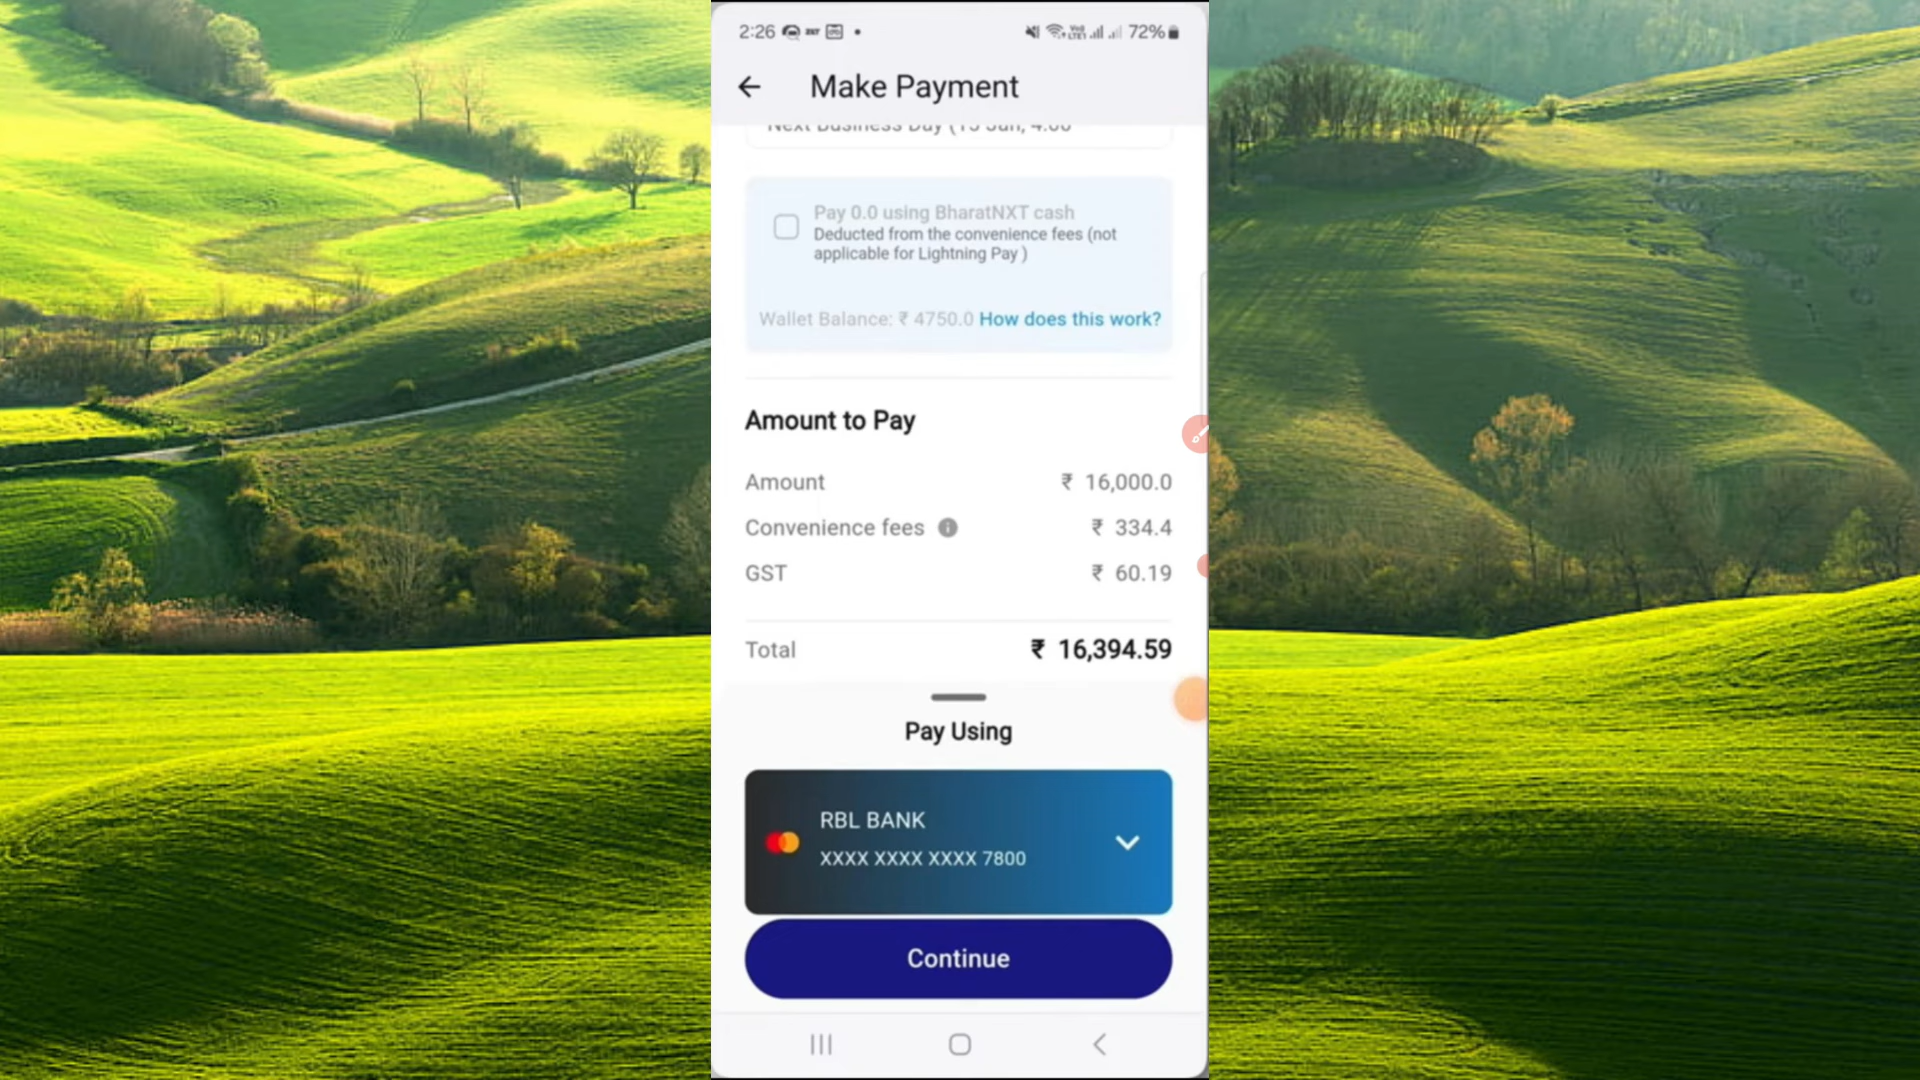 2:26
72%
Make Payment
Next Business Day (15 Jun, 4:00
Pay 0.0 using BharatNXT cash
Deducted from the convenience fees (not
applicable for Lightning Pay )
Wallet Balance: ₹ 4750.0 How does this work?
Amount to Pay
Amount ₹ 16,000.0
Convenience fees ₹ 334.4
GST ₹ 60.19
Total ₹ 16,394.59
Pay Using
RBL BANK
XXXX XXXX XXXX 7800
Continue